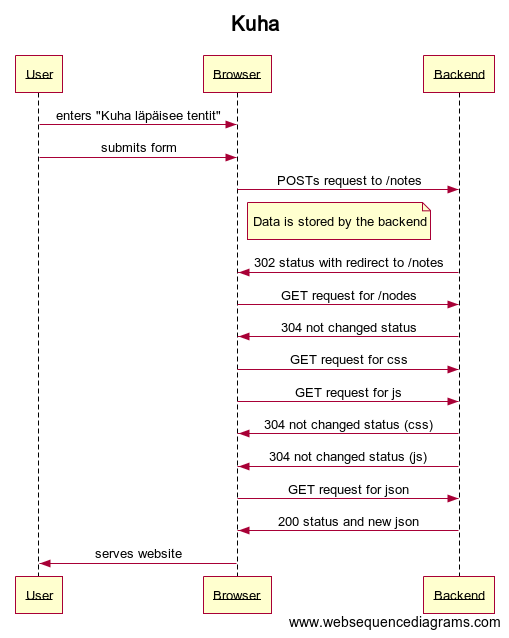 Kuha
User Browser Backend
enters "Kuha läpäisee tentit"
submits form
POSTs request to /notes
Data is stored by the backend
302 status with redirect to /notes
GET request for /nodes
304 not changed status
GET request for css
GET request for js
304 not changed status (css)
304 not changed status (js)
GET request for json
200 status and new json
serves website
User Browser Backend
www.websequencediagrams.com